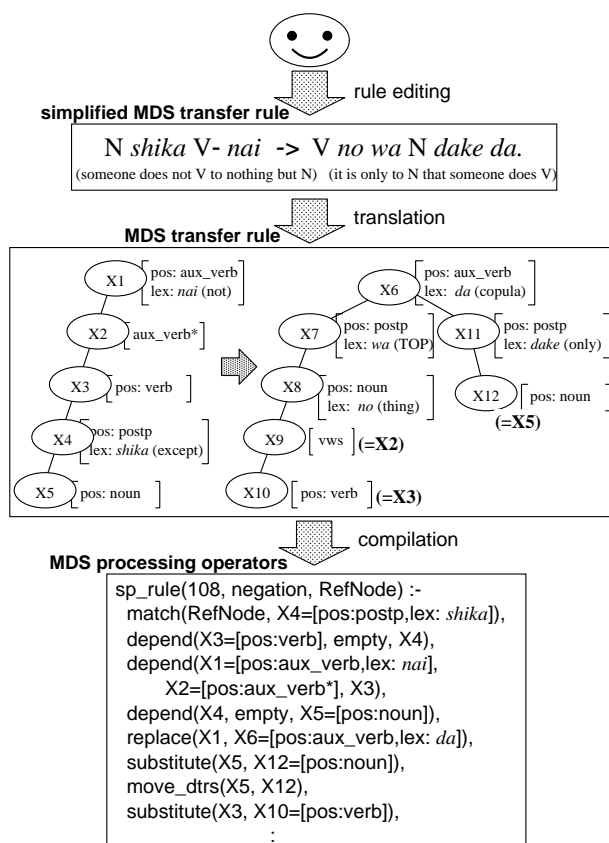 rule editing
simplified MDS transfer rule
N shika V- nai -> V no wa N dake da.
(someone does not V to nothing but N) (it is only to N that someone does V)
translation
MDS transfer rule
X1
pos: aux_verb
lex: nai (not)
X2
aux_verb*
X3
pos: verb
X4
pos: postp
lex: shika (except)
X5
pos: noun
X6
pos: aux_verb
lex: da (copula)
X7
pos: postp
lex: wa (TOP)
X11
pos: postp
lex: dake (only)
X8
pos: noun
lex: no (thing)
X12
pos: noun
(=X5)
X9
vws
(=X2)
X10
pos: verb
(=X3)
compilation
MDS processing operators
sp_rule(108, negation, RefNode) :-
match(RefNode, X4=[pos:postp,lex: shika]),
depend(X3=[pos:verb], empty, X4),
depend(X1=[pos:aux_verb,lex: nai],
X2=[pos:aux_verb*], X3),
depend(X4, empty, X5=[pos:noun]),
replace(X1, X6=[pos:aux_verb,lex: da]),
substitute(X5, X12=[pos:noun]),
move_dtrs(X5, X12),
substitute(X3, X10=[pos:verb]),
: